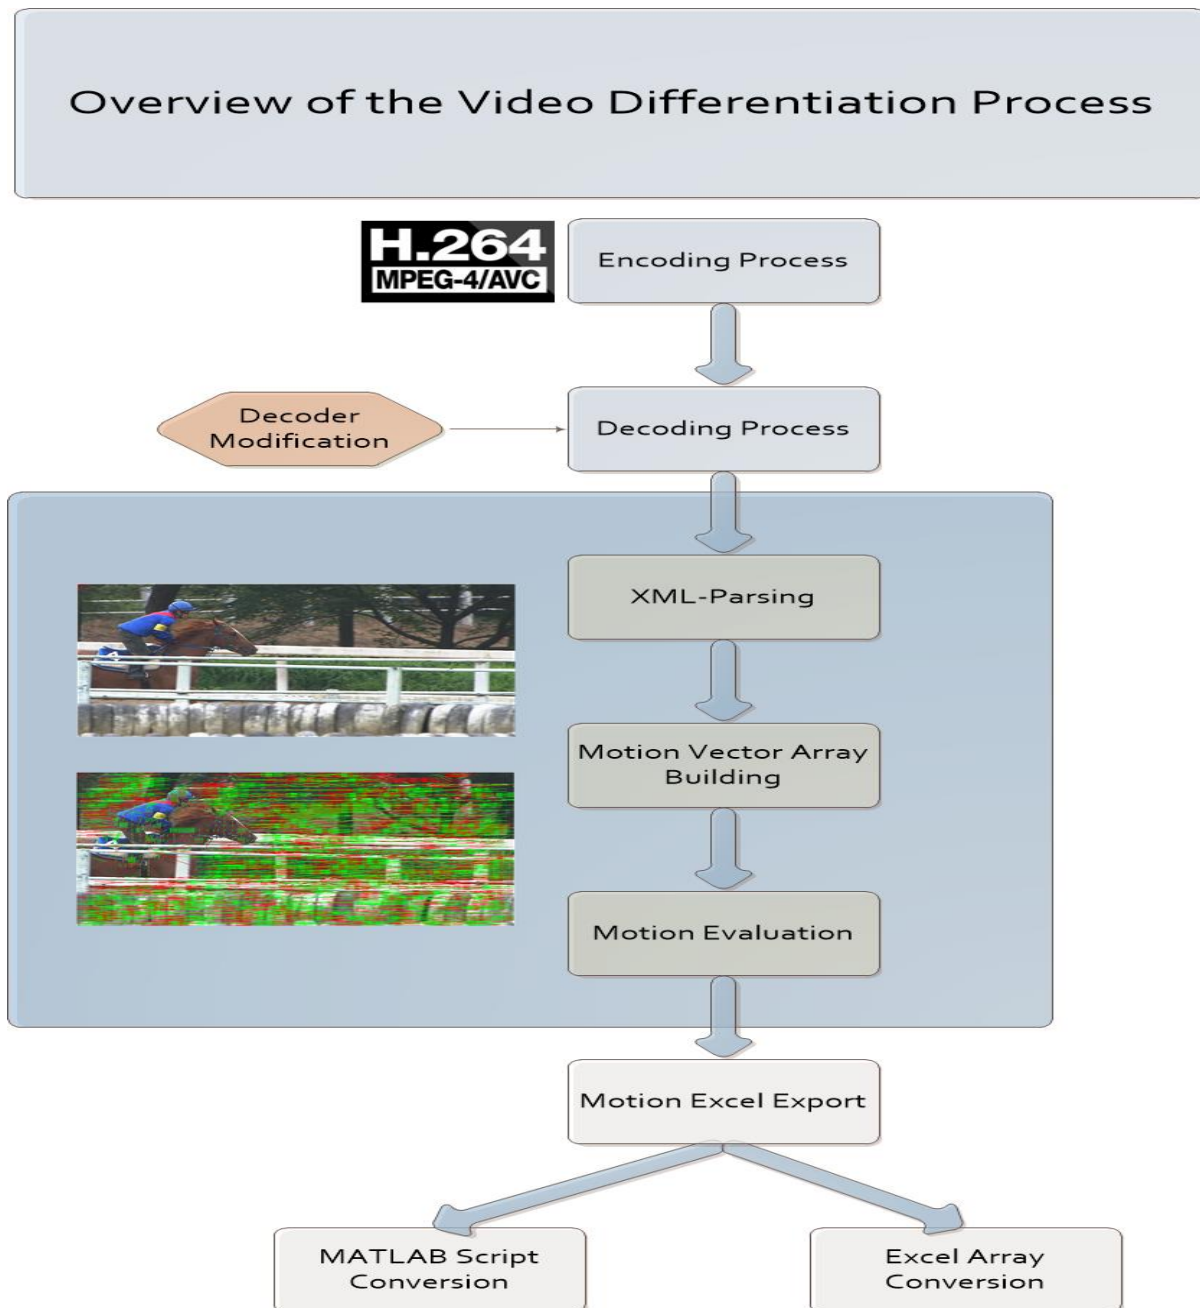 Overview of the Video Differentiation Process
H.264
MPEG-4/AVC
Encoding Process
Decoder
Modification
Decoding Process
XML-Parsing
Motion Vector Array
Building
Motion Evaluation
Motion Excel Export
MATLAB Script
Conversion
Excel Array
Conversion